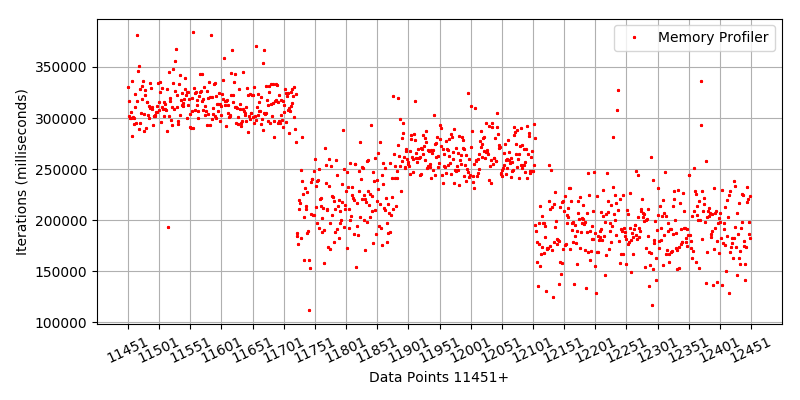 Memory Profiler
350000
300000
250000
200000
150000
100000
Iterations (milliseconds)
11451 11501 11551 11601 11651 11701 11751 11801 11851 11901 11951 12001 12051 12101 12151 12201 12251 12301 12351 12401 12451
Data Points 11451+